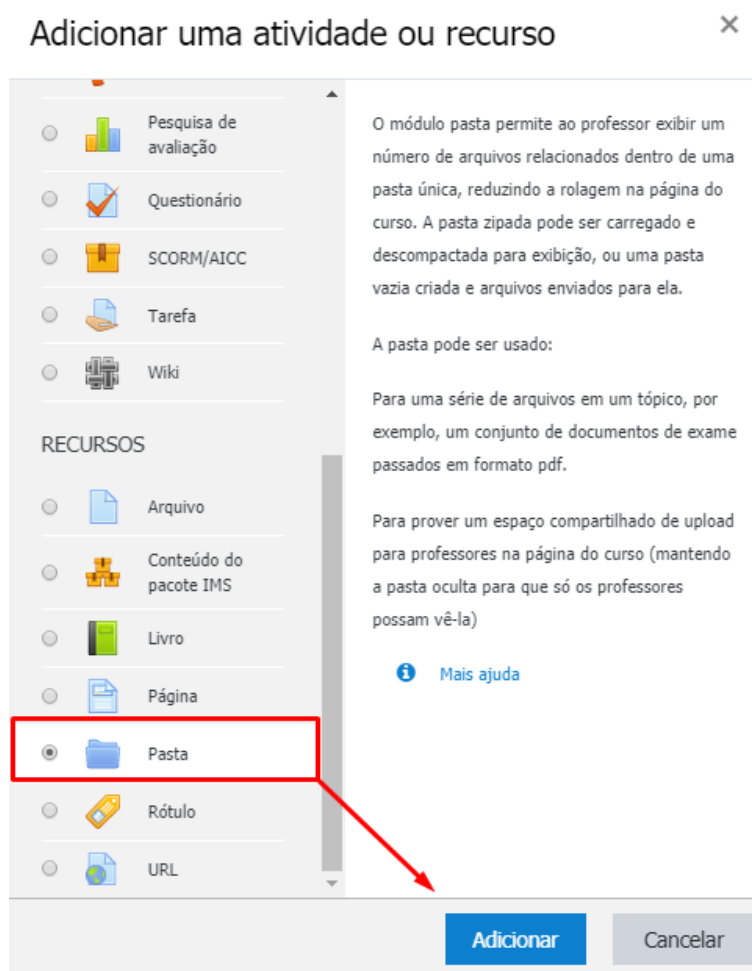 Adicionar uma atividade ou recurso
Pesquisa de
avaliação
Questionário
SCORM/AICC
Tarefa
Wiki
RECURSOS
Arquivo
Conteúdo do
pacote IMS
Livro
Página
Pasta
Rótulo
URL
O módulo pasta permite ao professor exibir um
número de arquivos relacionados dentro de uma
pasta única, reduzindo a rolagem na página do
curso. A pasta zipada pode ser carregado e
descompactada para exibição, ou uma pasta
vazia criada e arquivos enviados para ela.
A pasta pode ser usado:
Para uma série de arquivos em um tópico, por
exemplo, um conjunto de documentos de exame
passados em formato pdf.
Para prover um espaço compartilhado de upload
para professores na página do curso (mantendo
a pasta oculta para que só os professores
possam vê-la)
Mais ajuda
Adicionar
Cancelar